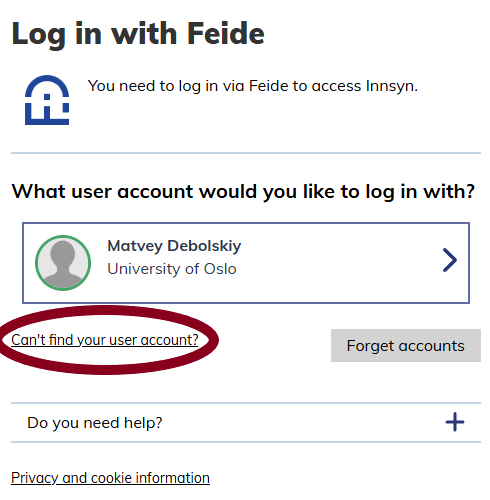 Log in with Feide
You need to log in via Feide to access Innsyn.
What user account would you like to log in with?
Matvey Debolskiy
University of Oslo
Can't find your user account?
Forget accounts
Do you need help?
Privacy and cookie information